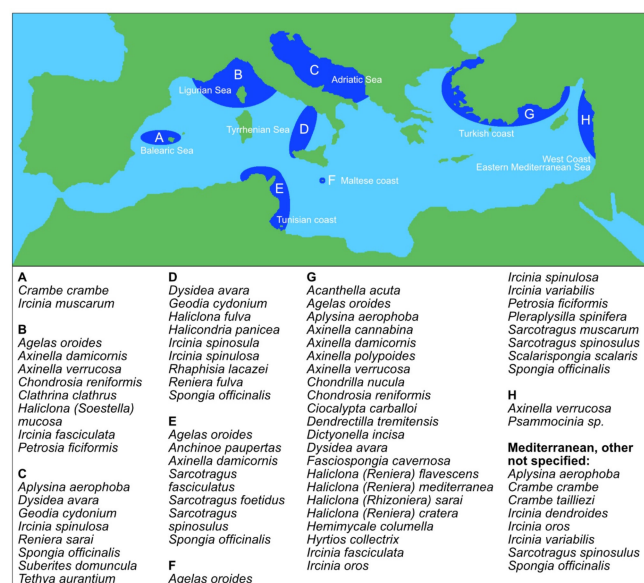 B
Ligurian Sea
C
Adriatic Sea
A
Balearic Sea
Tyrrhenian Sea
D
G
Turkish coast
H
West Coast
Eastern Mediterranean Sea
E
Tunisian coast
F Maltese coast
A
Crambe crambe
Ircinia muscarum
B
Agelas oroides
Axinella damicornis
Axinella verrucosa
Chondrosia reniformis
Clathrina clathrus
Haliclona (Soestella)
mucosa
Ircinia fasciculata
Petrosia ficiformis
C
Aplysina aerophoba
Dysidea avara
Geodia cydonium
Ircinia spinulosa
Reniera sarai
Spongia officinalis
Suberites domuncula
Tethya aurantium
D
Dysidea avara
Geodia cydonium
Haliclona fulva
Halicondria panicea
Ircinia spinosula
Ircinia spinulosa
Rhaphisia lacazei
Reniera fulva
Spongia officinalis
E
Agelas oroides
Anchinoe paupertas
Axinella damicornis
Sarcotragus
fasciculatus
Sarcotragus foetidus
Sarcotragus
spinosulus
Spongia officinalis
F
Agelas oroides
G
Acanthella acuta
Agelas oroides
Aplysina aerophoba
Axinella cannabina
Axinella damicornis
Axinella polypoides
Axinella verrucosa
Chondrilla nucula
Chondrosia reniformis
Ciocalypta carballoi
Dendrectilla tremitensis
Dictyonella incisa
Dysidea avara
Fasciospongia cavernosa
Haliclona (Reniera) flavescens
Haliclona (Reniera) mediterranea
Haliclona (Rhizoniera) sarai
Haliclona (Reniera) cratera
Hemimycale columella
Hyrtios collectrix
Ircinia fasciculata
Ircinia oros
Ircinia spinulosa
Ircinia variabilis
Petrosia ficiformis
Pleraplysilla spinifera
Sarcotragus muscarum
Sarcotragus spinosulus
Scalarispongia scalaris
Spongia officinalis
H
Axinella verrucosa
Psammocinia sp.
Mediterranean, other
not specified:
Aplysina aerophoba
Crambe crambe
Crambe tailliezi
Ircinia dendroides
Ircinia oros
Ircinia variabilis
Sarcotragus spinosulus
Spongia officinalis